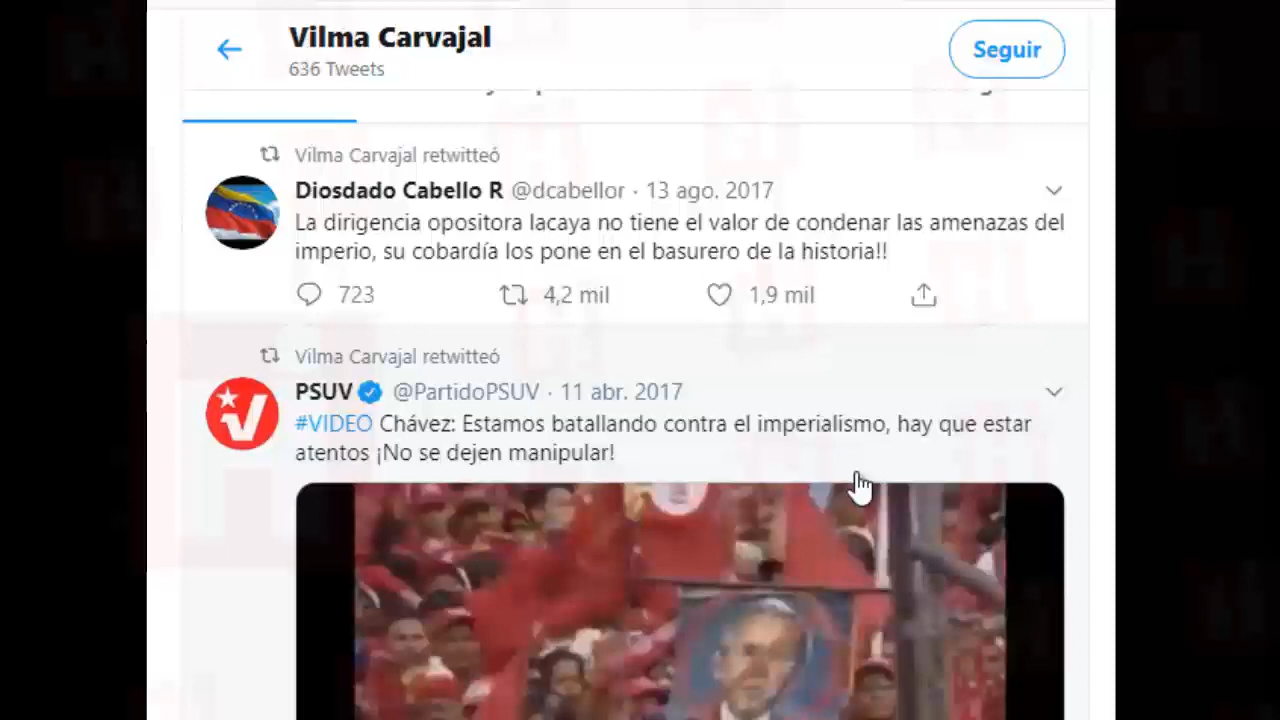 Vilma Carvajal
636 Tweets
Seguir
Vilma Carvajal retwitteó
Diosdado Cabello R @dcabellor · 13 ago. 2017
La dirigencia opositora lacaya no tiene el valor de condenar las amenazas del
imperio, su cobardía los pone en el basurero de la historia!!
723 4,2 mil 1,9 mil
Vilma Carvajal retwitteó
PSUV @PartidoPSUV · 11 abr. 2017
#VIDEO Chávez: Estamos batallando contra el imperialismo, hay que estar
atentos ¡No se dejen manipular!